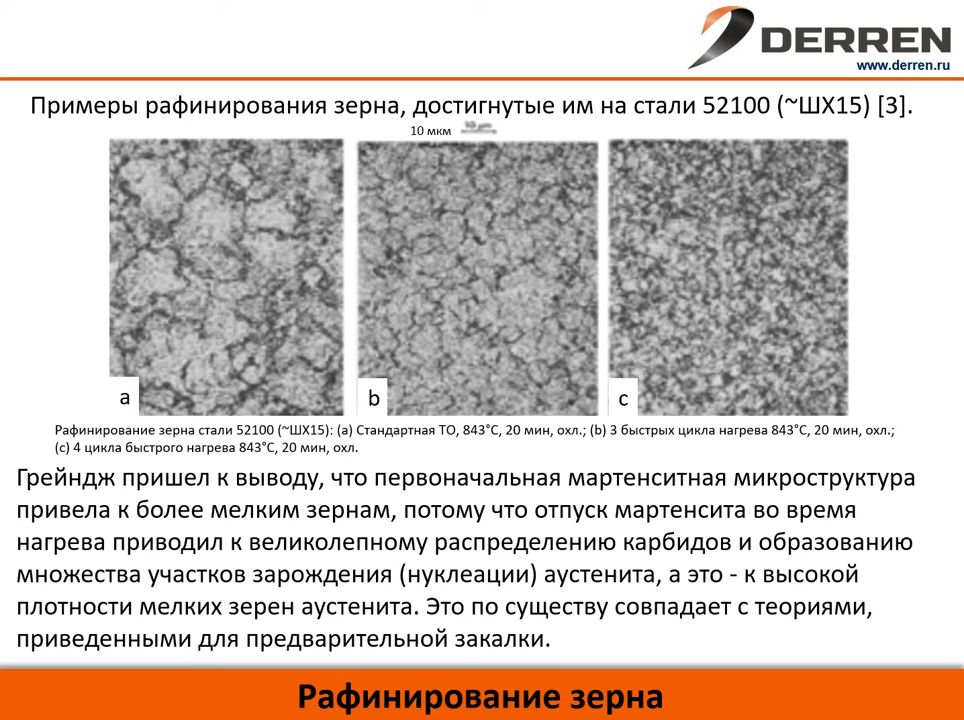 DERREN
www.derren.ru
Примеры рафинирования зерна, достигнутые им на стали 52100 (~ШХ15) [3].
10 мкм 10 μm
a
b
c
Рафинирование зерна стали 52100 (~ШХ15): (a) Стандартная ТО, 843°C, 20 мин, охл.; (b) 3 быстрых цикла нагрева 843°C, 20 мин, охл.;
(c) 4 цикла быстрого нагрева 843°C, 20 мин, охл.
Грейндж пришел к выводу, что первоначальная мартенситная микроструктура
привела к более мелким зернам, потому что отпуск мартенсита во время
нагрева приводил к великолепному распределению карбидов и образованию
множества участков зарождения (нуклеации) аустенита, а это - к высокой
плотности мелких зерен аустенита. Это по существу совпадает с теориями,
приведенными для предварительной закалки.
Рафинирование зерна